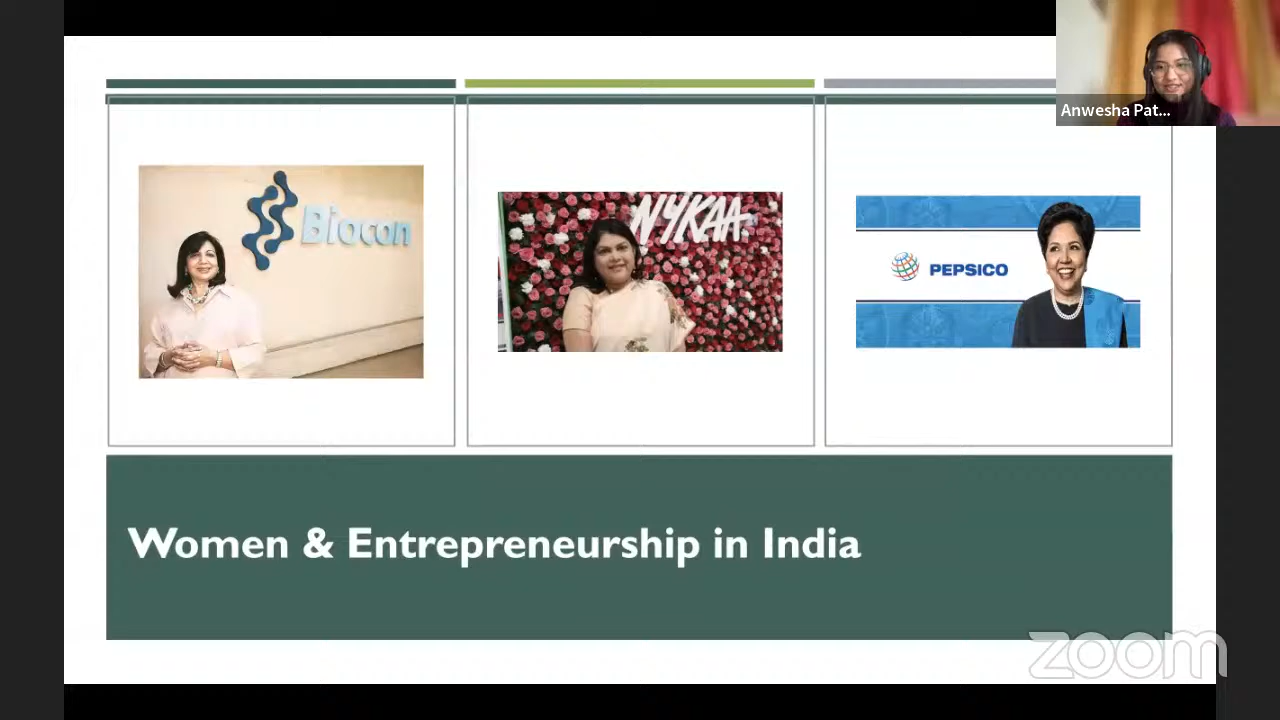 Anwesha Pat...
Biocon
NYKAA
PEPSICO
Women & Entrepreneurship in India
zoom